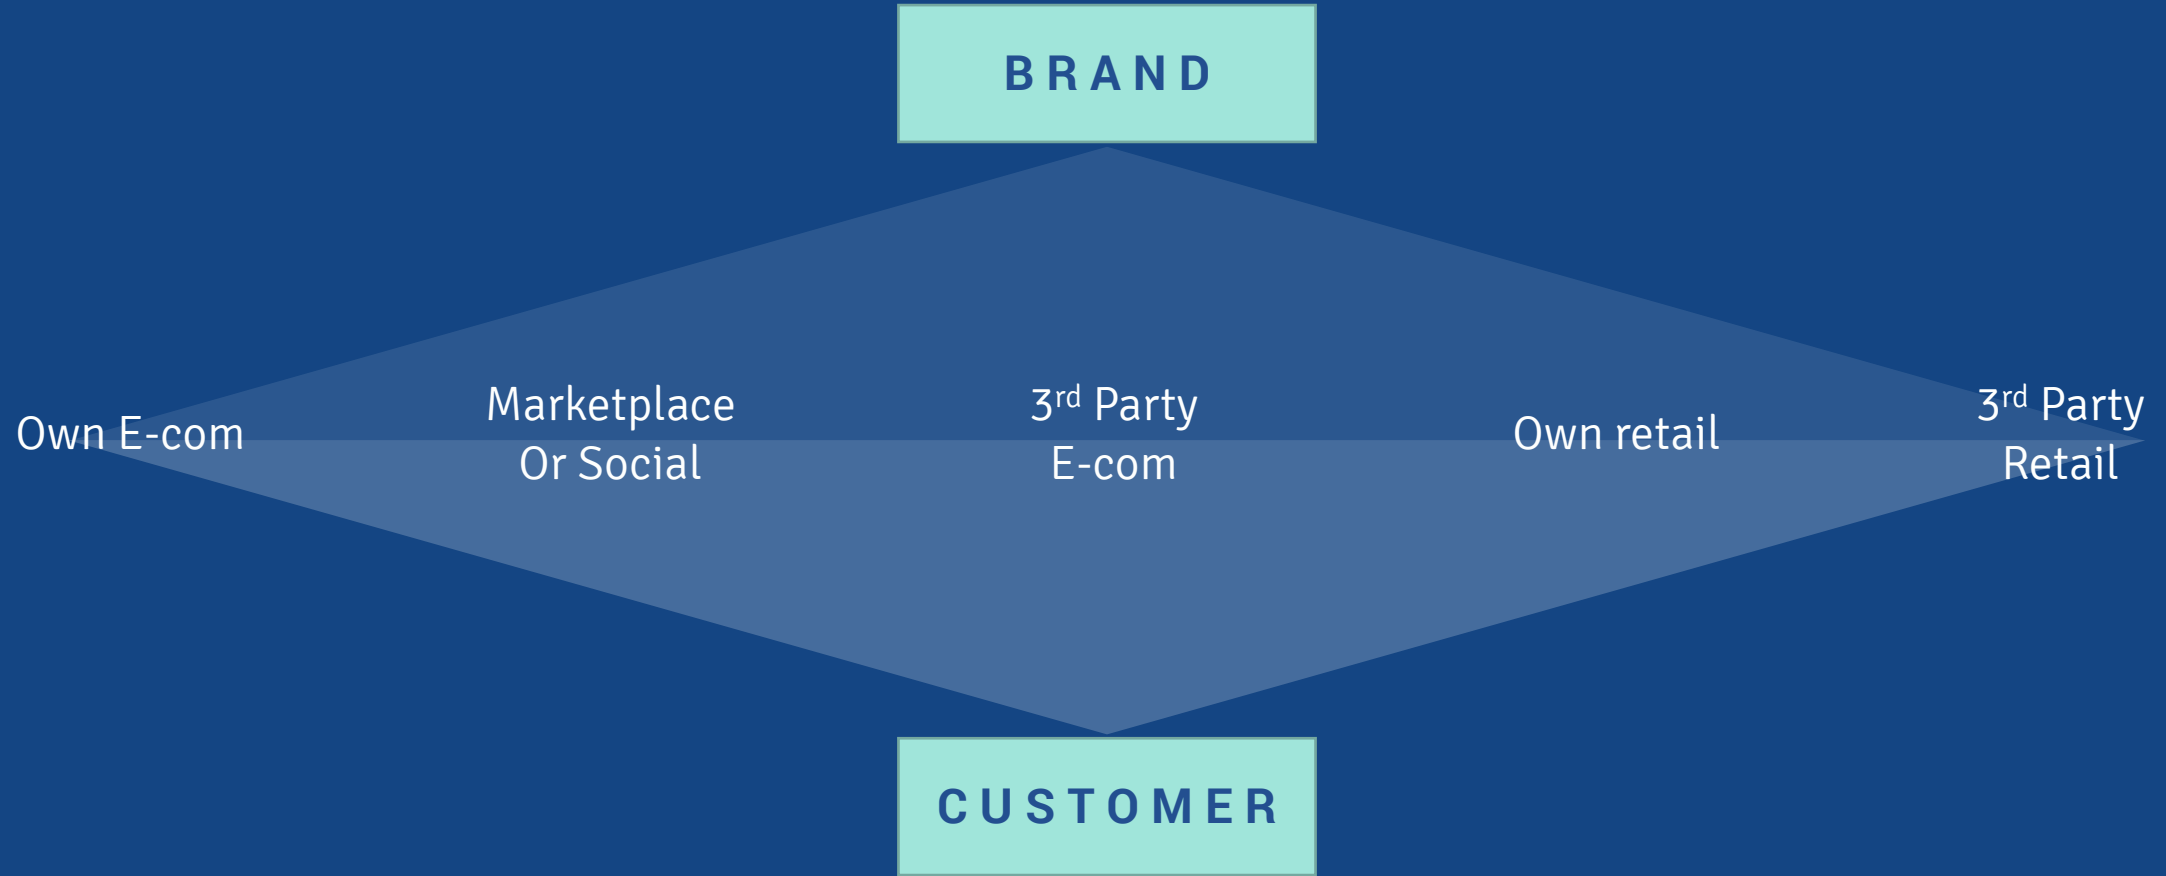 BRAND
Own E-com
Marketplace
Or Social
3rd Party
E-com
Own retail
3rd Party
Retail
CUSTOMER